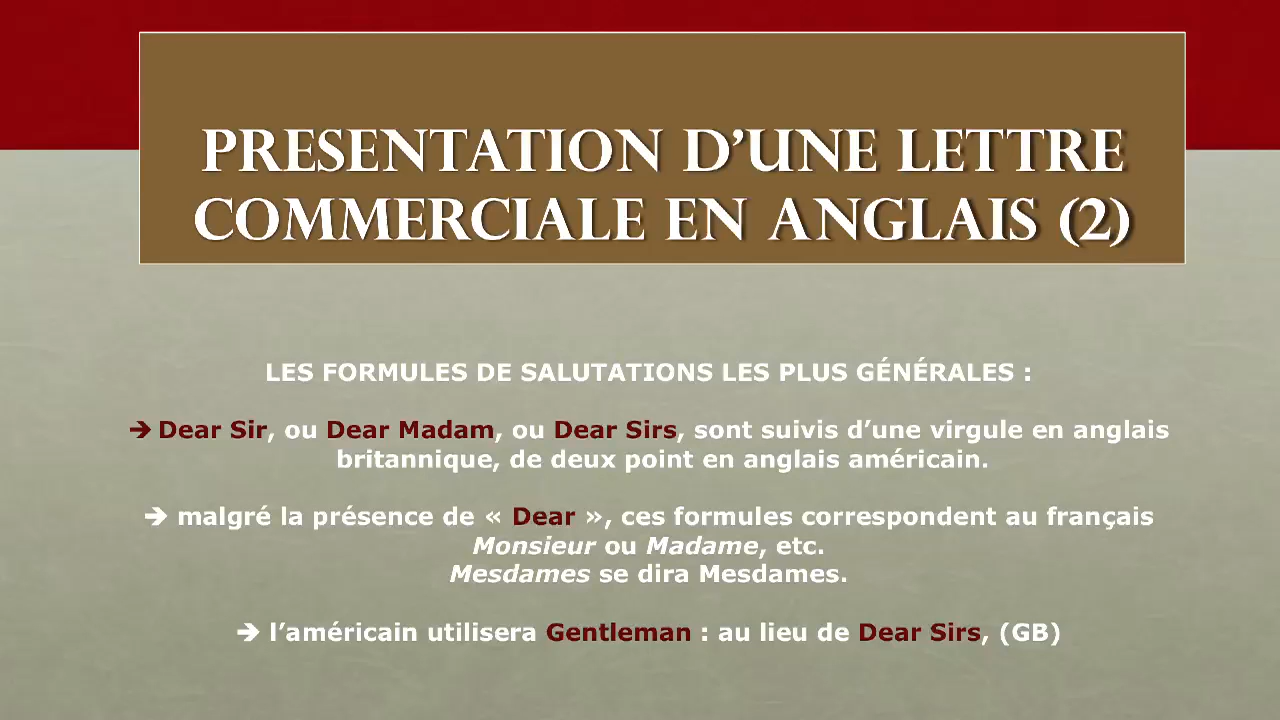 PRESENTATION D'UNE LETTRE
COMMERCIALE EN ANGLAIS (2)
LES FORMULES DE SALUTATIONS LES PLUS GÉNÉRALES :
➔ Dear Sir, ou Dear Madam, ou Dear Sirs, sont suivis d'une virgule en anglais
britannique, de deux point en anglais américain.
➔ malgré la présence de « Dear », ces formules correspondent au français
Monsieur ou Madame, etc.
Mesdames se dira Mesdames.
➔ l'américain utilisera Gentleman : au lieu de Dear Sirs, (GB)